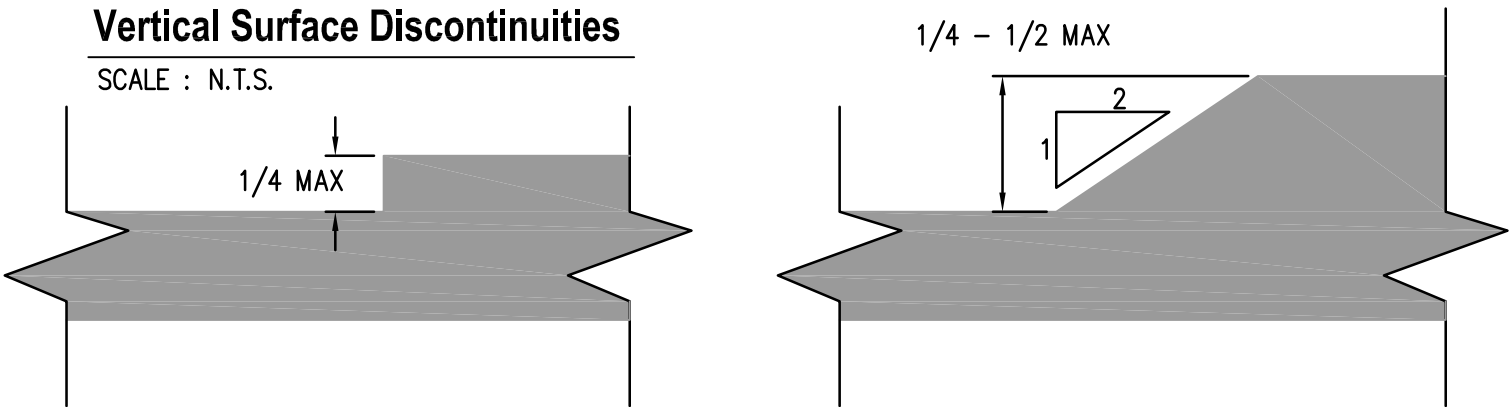 Vertical Surface Discontinuities
SCALE : N.T.S.
1/4 MAX
1/4 - 1/2 MAX
2
1